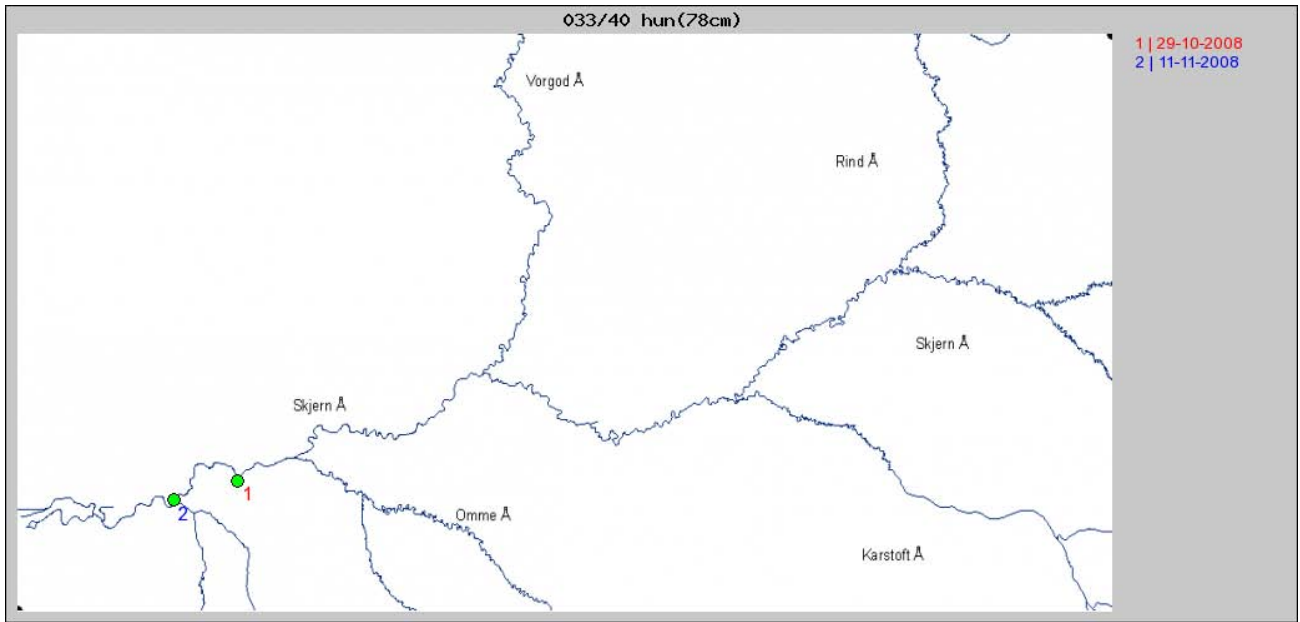 033/40 hun(78cm)
1 | 29-10-2008
2 | 11-11-2008
Vorgod Å
Rind Å
Skjern Å
Skjern Å
1
2
Omme Å
Karstoft Å